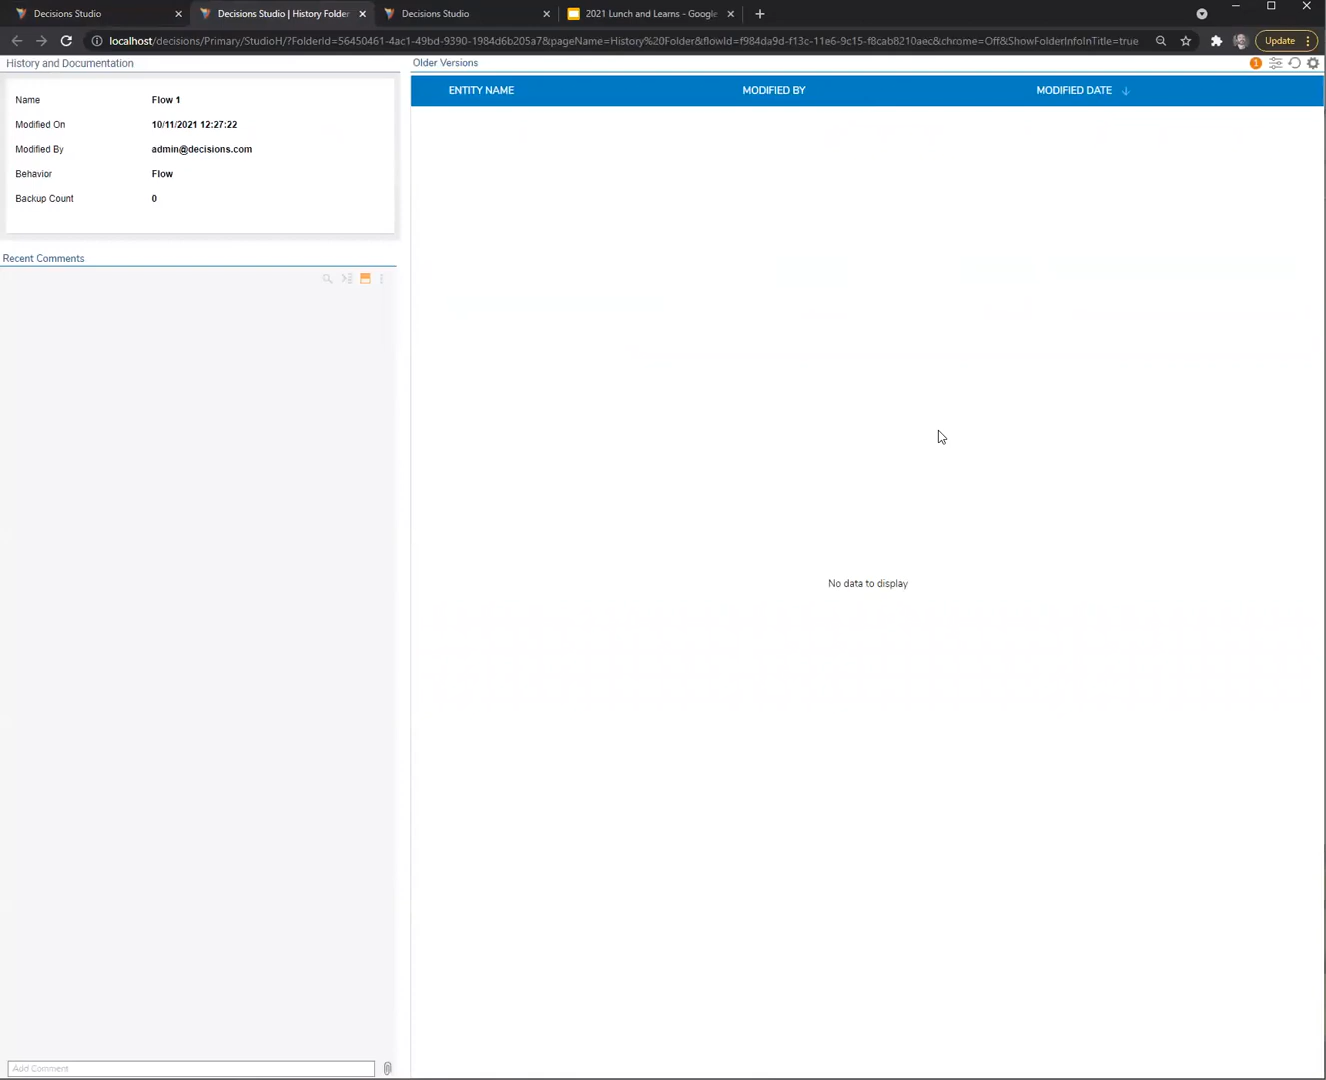 Decisions Studio
Decisions Studio | History Folder
Decisions Studio
2021 Lunch and Learns - Google
localhost/decisions/Primary/StudioH/?FolderId=56450461-4ac1-49bd-9390-1984d6b205a7&pageName=History%20Folder&flowId=f984da9d-f13c-11e6-9c15-f8cab8210aec&chrome=Off&ShowFolderInfoInTitle=true
Update
History and Documentation
Older Versions
1
Name Flow 1
Modified On 10/11/2021 12:27:22
Modified By admin@decisions.com
Behavior Flow
Backup Count 0
ENTITY NAME MODIFIED BY MODIFIED DATE
Recent Comments
No data to display
Add Comment